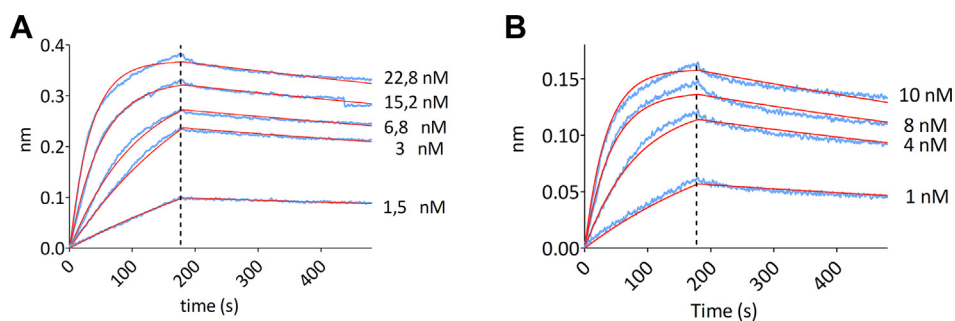 A
nm
0.4
0.3
0.2
0.1
0.0
0
100
200
300
400
time (s)
22,8 nM
15,2 nM
6,8 nM
3 nM
1,5 nM
B
nm
0.15
0.10
0.05
0.00
0
100
200
300
400
Time (s)
10 nM
8 nM
4 nM
1 nM